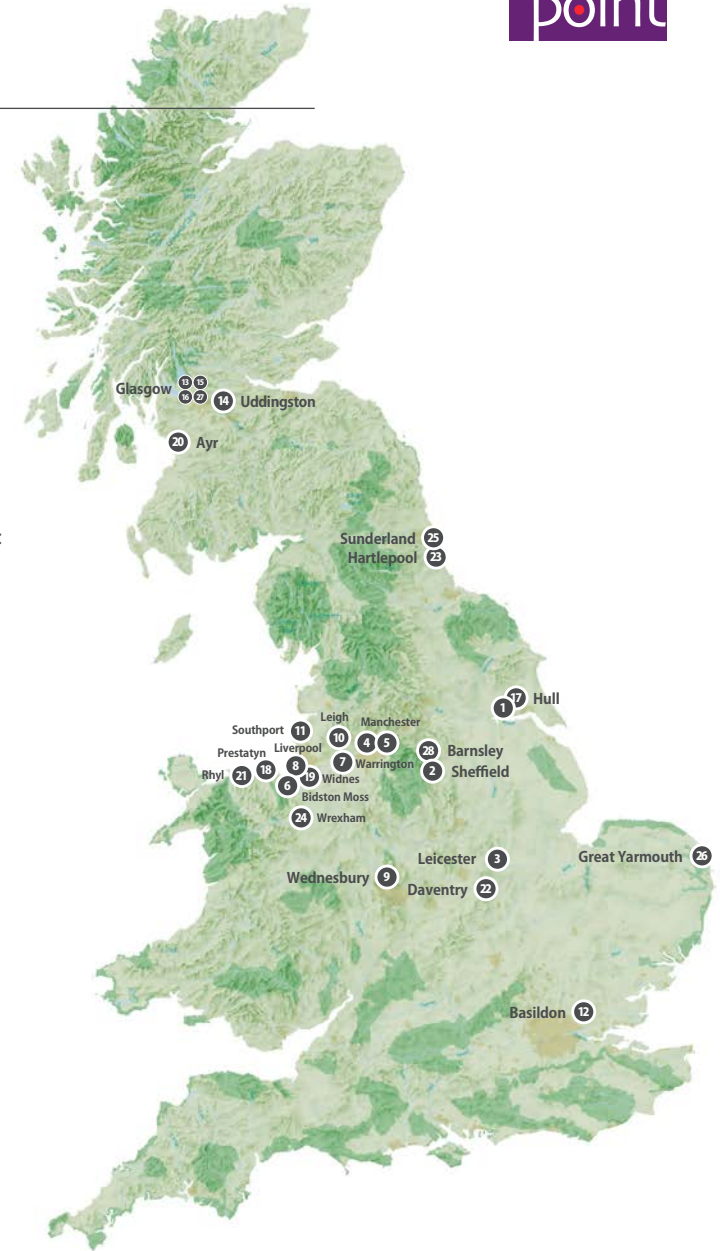 point
Glasgow 13 15
16 27
14 Uddingston
20 Ayr
:
Sunderland 25
Hartlepool 23
17 Hull
1
Leigh
Manchester
Southport 11
10
4 5
Liverpool
28 Barnsley
Prestatyn
8
7 Warrington
2 Sheffield
Rhyl 21
18
19 Widnes
6
Bidston Moss
24 Wrexham
Leicester 3
Great Yarmouth 26
Wednesbury 9
Daventry 22
Basildon 12